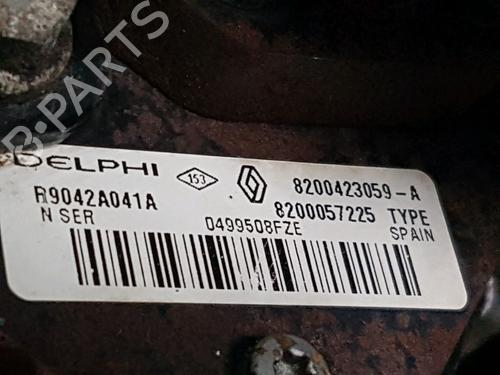 B-PARTS
DELPHI 153 8200423059-A
R9042A041A 8200057225 TYPE
N SER 0499508FZE SPAIN